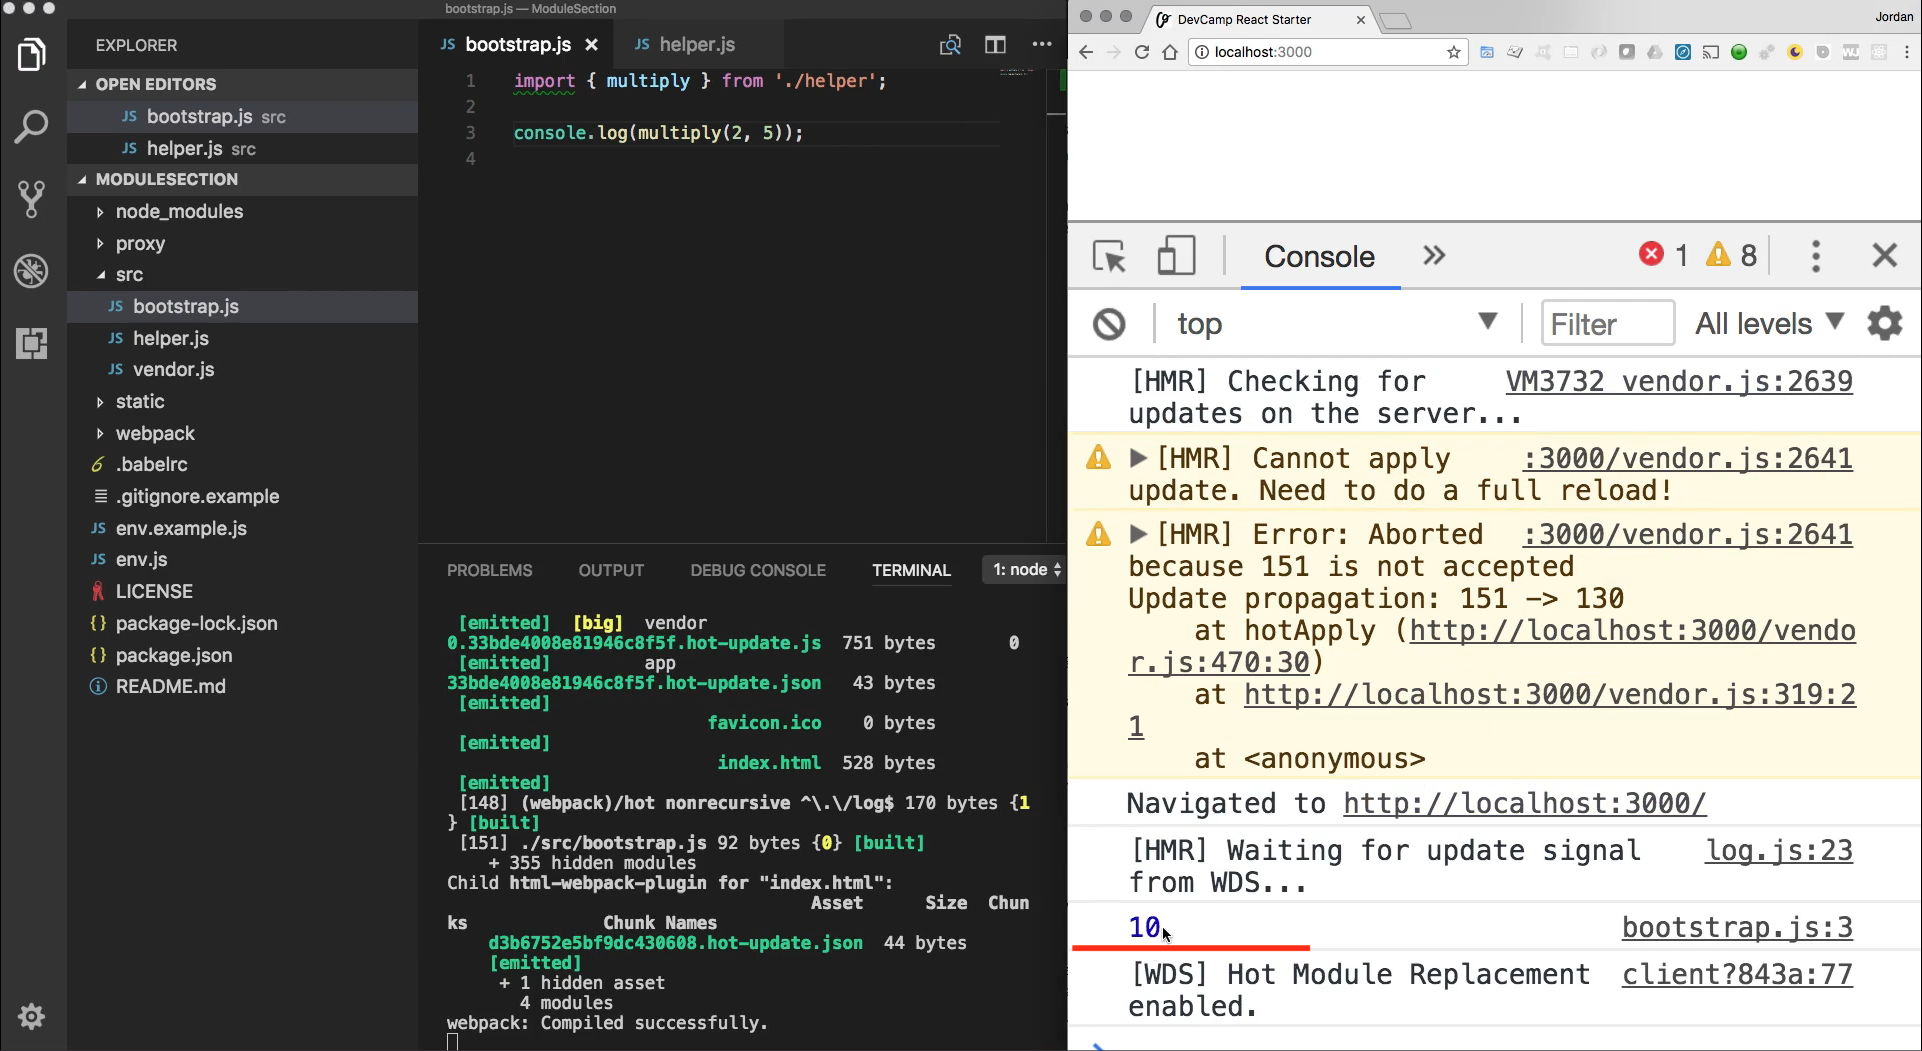 bootstrap.js — ModuleSection
EXPLORER
OPEN EDITORS
JS bootstrap.js src
JS helper.js src
MODULESECTION
node_modules
proxy
src
JS bootstrap.js
JS helper.js
JS vendor.js
static
webpack
.babelrc
.gitignore.example
JS env.example.js
JS env.js
LICENSE
{} package-lock.json
{} package.json
README.md
JS bootstrap.js
JS helper.js
1 import { multiply } from './helper';
2
3 console.log(multiply(2, 5));
4
PROBLEMS OUTPUT DEBUG CONSOLE TERMINAL 1: node
[emitted] [big] vendor
0.33bde4008e81946c8f5f.hot-update.js 751 bytes 0
[emitted] app
33bde4008e81946c8f5f.hot-update.json 43 bytes
[emitted]
favicon.ico 0 bytes
[emitted]
index.html 528 bytes
[emitted]
[148] (webpack)/hot nonrecursive ^\.\/log$ 170 bytes {1
} [built]
[151] ./src/bootstrap.js 92 bytes {0} [built]
+ 355 hidden modules
Child html-webpack-plugin for "index.html":
Asset Size Chun
ks Chunk Names
d3b6752e5bf9dc430608.hot-update.json 44 bytes
[emitted]
+ 1 hidden asset
4 modules
webpack: Compiled successfully.
DevCamp React Starter
Jordan
localhost:3000
Console 1 8
top Filter All levels
[HMR] Checking for VM3732 vendor.js:2639
updates on the server...
[HMR] Cannot apply :3000/vendor.js:2641
update. Need to do a full reload!
[HMR] Error: Aborted :3000/vendor.js:2641
because 151 is not accepted
Update propagation: 151 -> 130
at hotApply (http://localhost:3000/vendo
r.js:470:30)
at http://localhost:3000/vendor.js:319:2
1
at <anonymous>
Navigated to http://localhost:3000/
[HMR] Waiting for update signal log.js:23
from WDS...
10 bootstrap.js:3
[WDS] Hot Module Replacement client?843a:77
enabled.